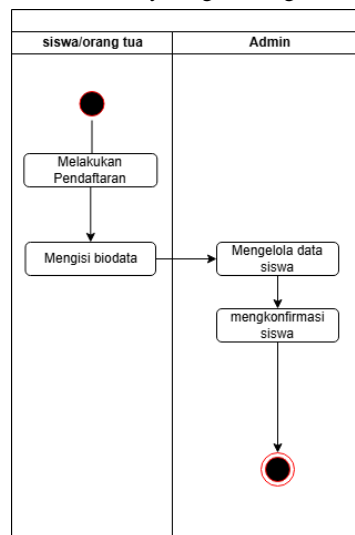 siswa/orang tua
Admin
Melakukan
Pendaftaran
Mengisi biodata
Mengelola data
siswa
mengkonfirmasi
siswa